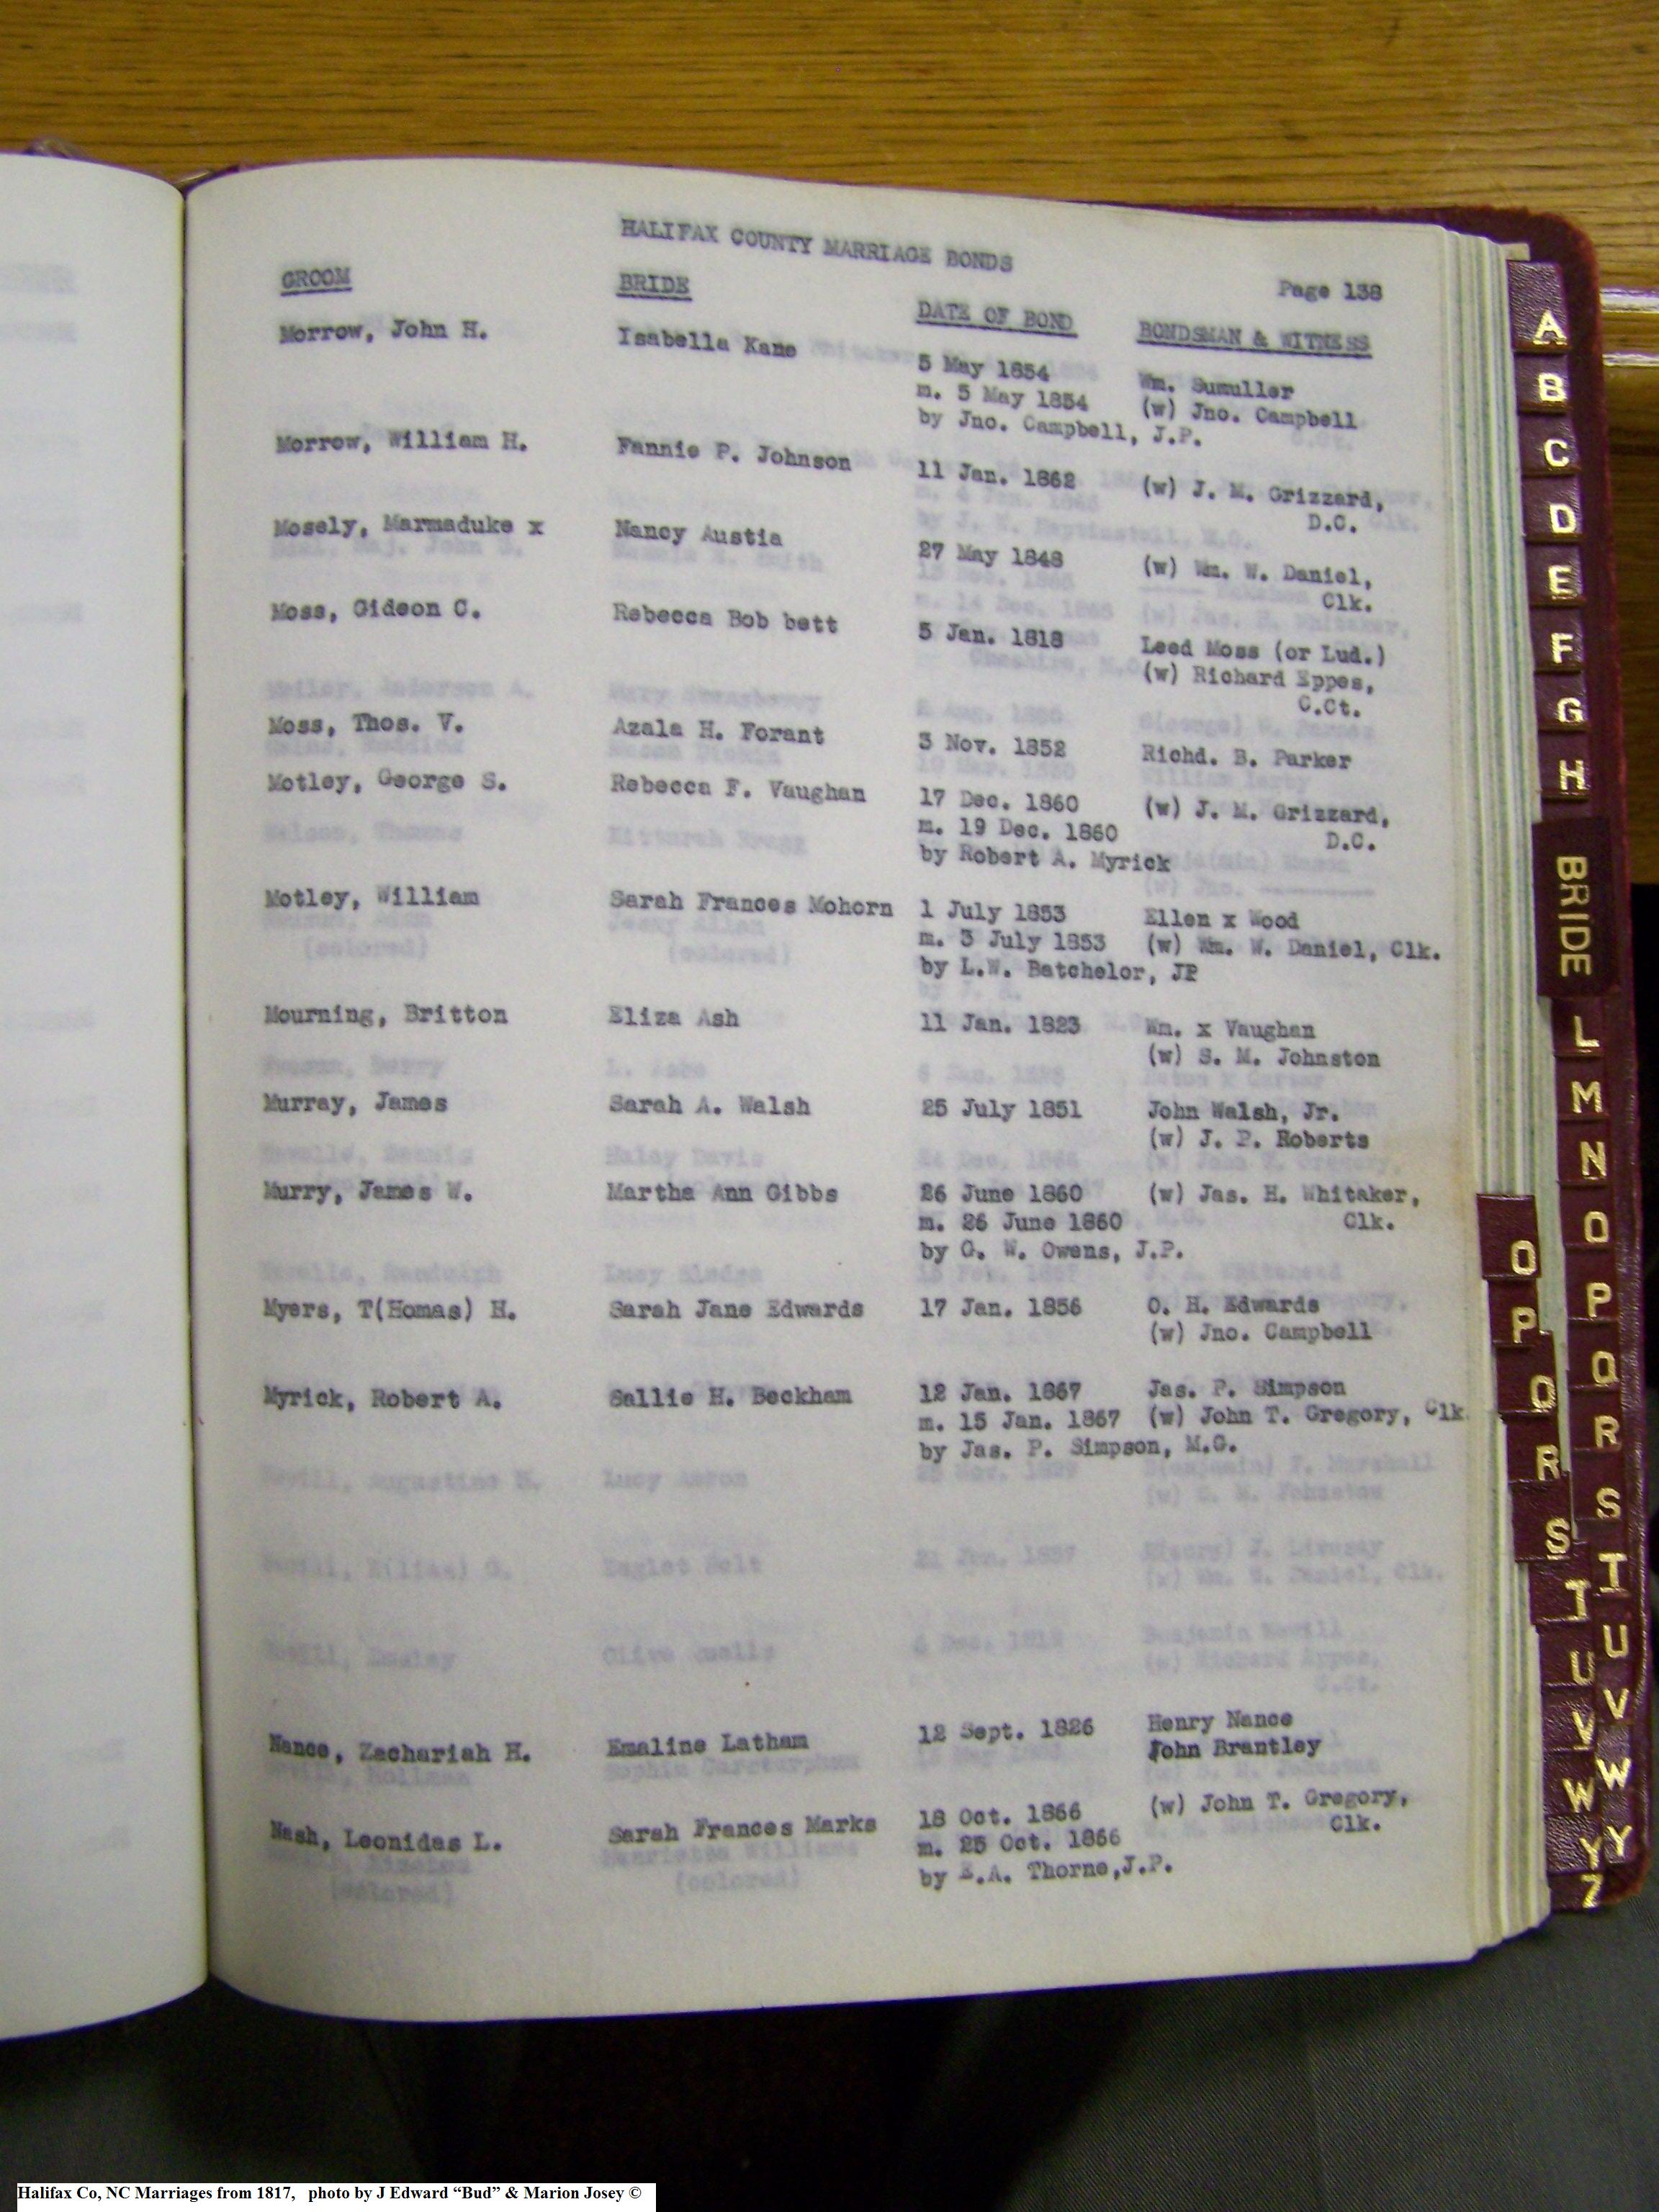 HALIFAX COUNTY MARRIAGE BONDS
Page 138
GROOM BRIDE DATE OF BOND BONDSMAN & WITNESS
Morrow, John H. Isabella Kane 5 May 1854 Wm. Sumuller
m. 5 May 1854 (w) Jno. Campbell
by Jno. Campbell, J.P.
Morrow, William H. Fannie P. Johnson 11 Jan. 1862 (w) J. M. Grizzard,
D.C.
Mosely, Marmaduke x Nancy Austia 27 May 1848 (w) Wm. W. Daniel,
Clk.
Moss, Gideon C. Rebecca Bob bett 5 Jan. 1818 Leed Moss (or Lud.)
(w) Richard Eppes,
C.Ct.
Moss, Thos. V. Azala H. Forant 3 Nov. 1852 Richd. B. Parker
Motley, George S. Rebecca F. Vaughan 17 Dec. 1860 (w) J. M. Grizzard,
m. 19 Dec. 1860 D.C.
by Robert A. Myrick
Motley, William Sarah Frances Mohorn 1 July 1853 Ellen x Wood
m. 3 July 1853 (w) Wm. W. Daniel, Clk.
by L.W. Batchelor, JP
Mourning, Britton Eliza Ash 11 Jan. 1823 Wm. x Vaughan
(w) S. M. Johnston
Murray, James Sarah A. Walsh 25 July 1851 John Walsh, Jr.
(w) J. P. Roberts
Murry, James W. Martha Ann Gibbs 26 June 1860 (w) Jas. H. Whitaker,
m. 26 June 1860 Clk.
by G. W. Owens, J.P.
Myers, T(Homas) H. Sarah Jane Edwards 17 Jan. 1856 O. H. Edwards
(w) Jno. Campbell
Myrick, Robert A. Sallie H. Beckham 12 Jan. 1867 Jas. P. Simpson
m. 15 Jan. 1867 (w) John T. Gregory, Clk.
by Jas. P. Simpson, M.G.
Nance, Zachariah H. Emaline Latham 12 Sept. 1826 Henry Nance
John Brantley
Nash, Leonidas L. Sarah Frances Marks 18 Oct. 1866 (w) John T. Gregory,
m. 25 Oct. 1866 Clk.
by E.A. Thorne,J.P.
A
B
C
D
E
F
G
H
BRIDE
L
M
N
O
P
Q
R
S
T
U
V
W
Y
O
P
Q
R
S
T
U
V
W
Y
Z
Halifax Co, NC Marriages from 1817, photo by J Edward “Bud” & Marion Josey ©